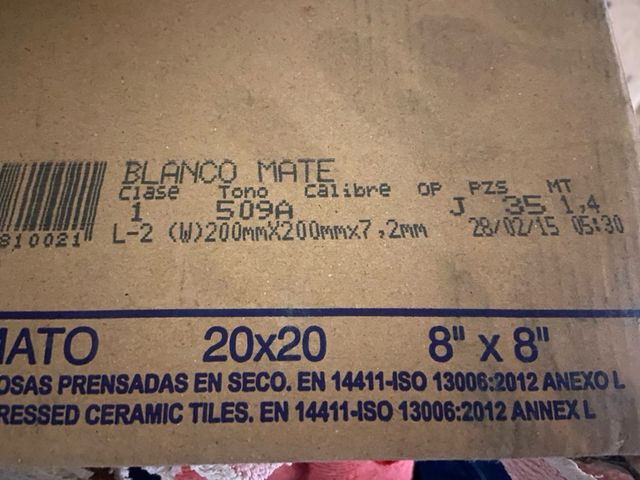 BLANCO MATE
Clase Tono Calibre OP PZS MT
1 509A J 35 1,4
810021
L-2 (W)200mmX200mmx7,2mm 28/02/15 05:30
MATO 20x20 8" x 8"
OSAS PRENSADAS EN SECO. EN 14411-ISO 13006:2012 ANEXO L
RESSED CERAMIC TILES. EN 14411-ISO 13006:2012 ANNEX L